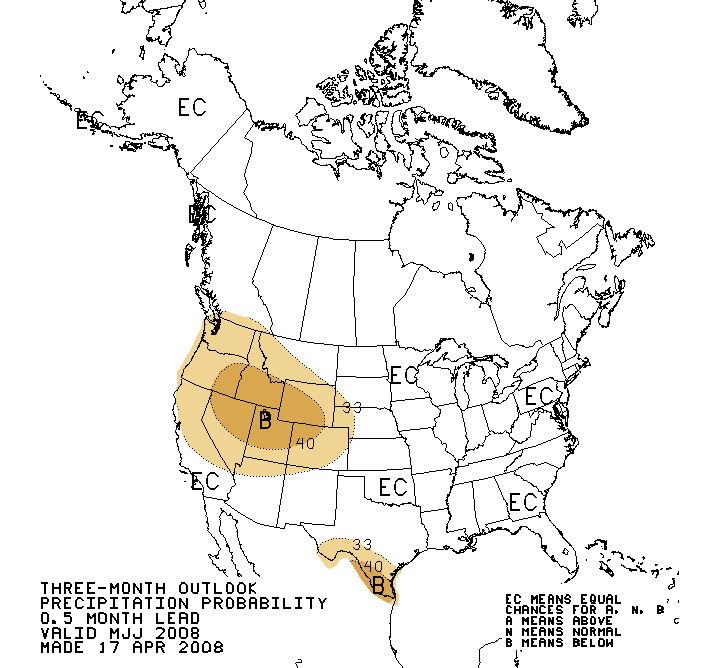 EC
EC
EC
EC
33
EC
B
40
EC
EC
EC
33
40
B
THREE-MONTH OUTLOOK
PRECIPITATION PROBABILITY
0.5 MONTH LEAD
VALID MJJ 2008
MADE 17 APR 2008
EC MEANS EQUAL
CHANCES FOR A, N, B
A MEANS ABOVE
N MEANS NORMAL
B MEANS BELOW